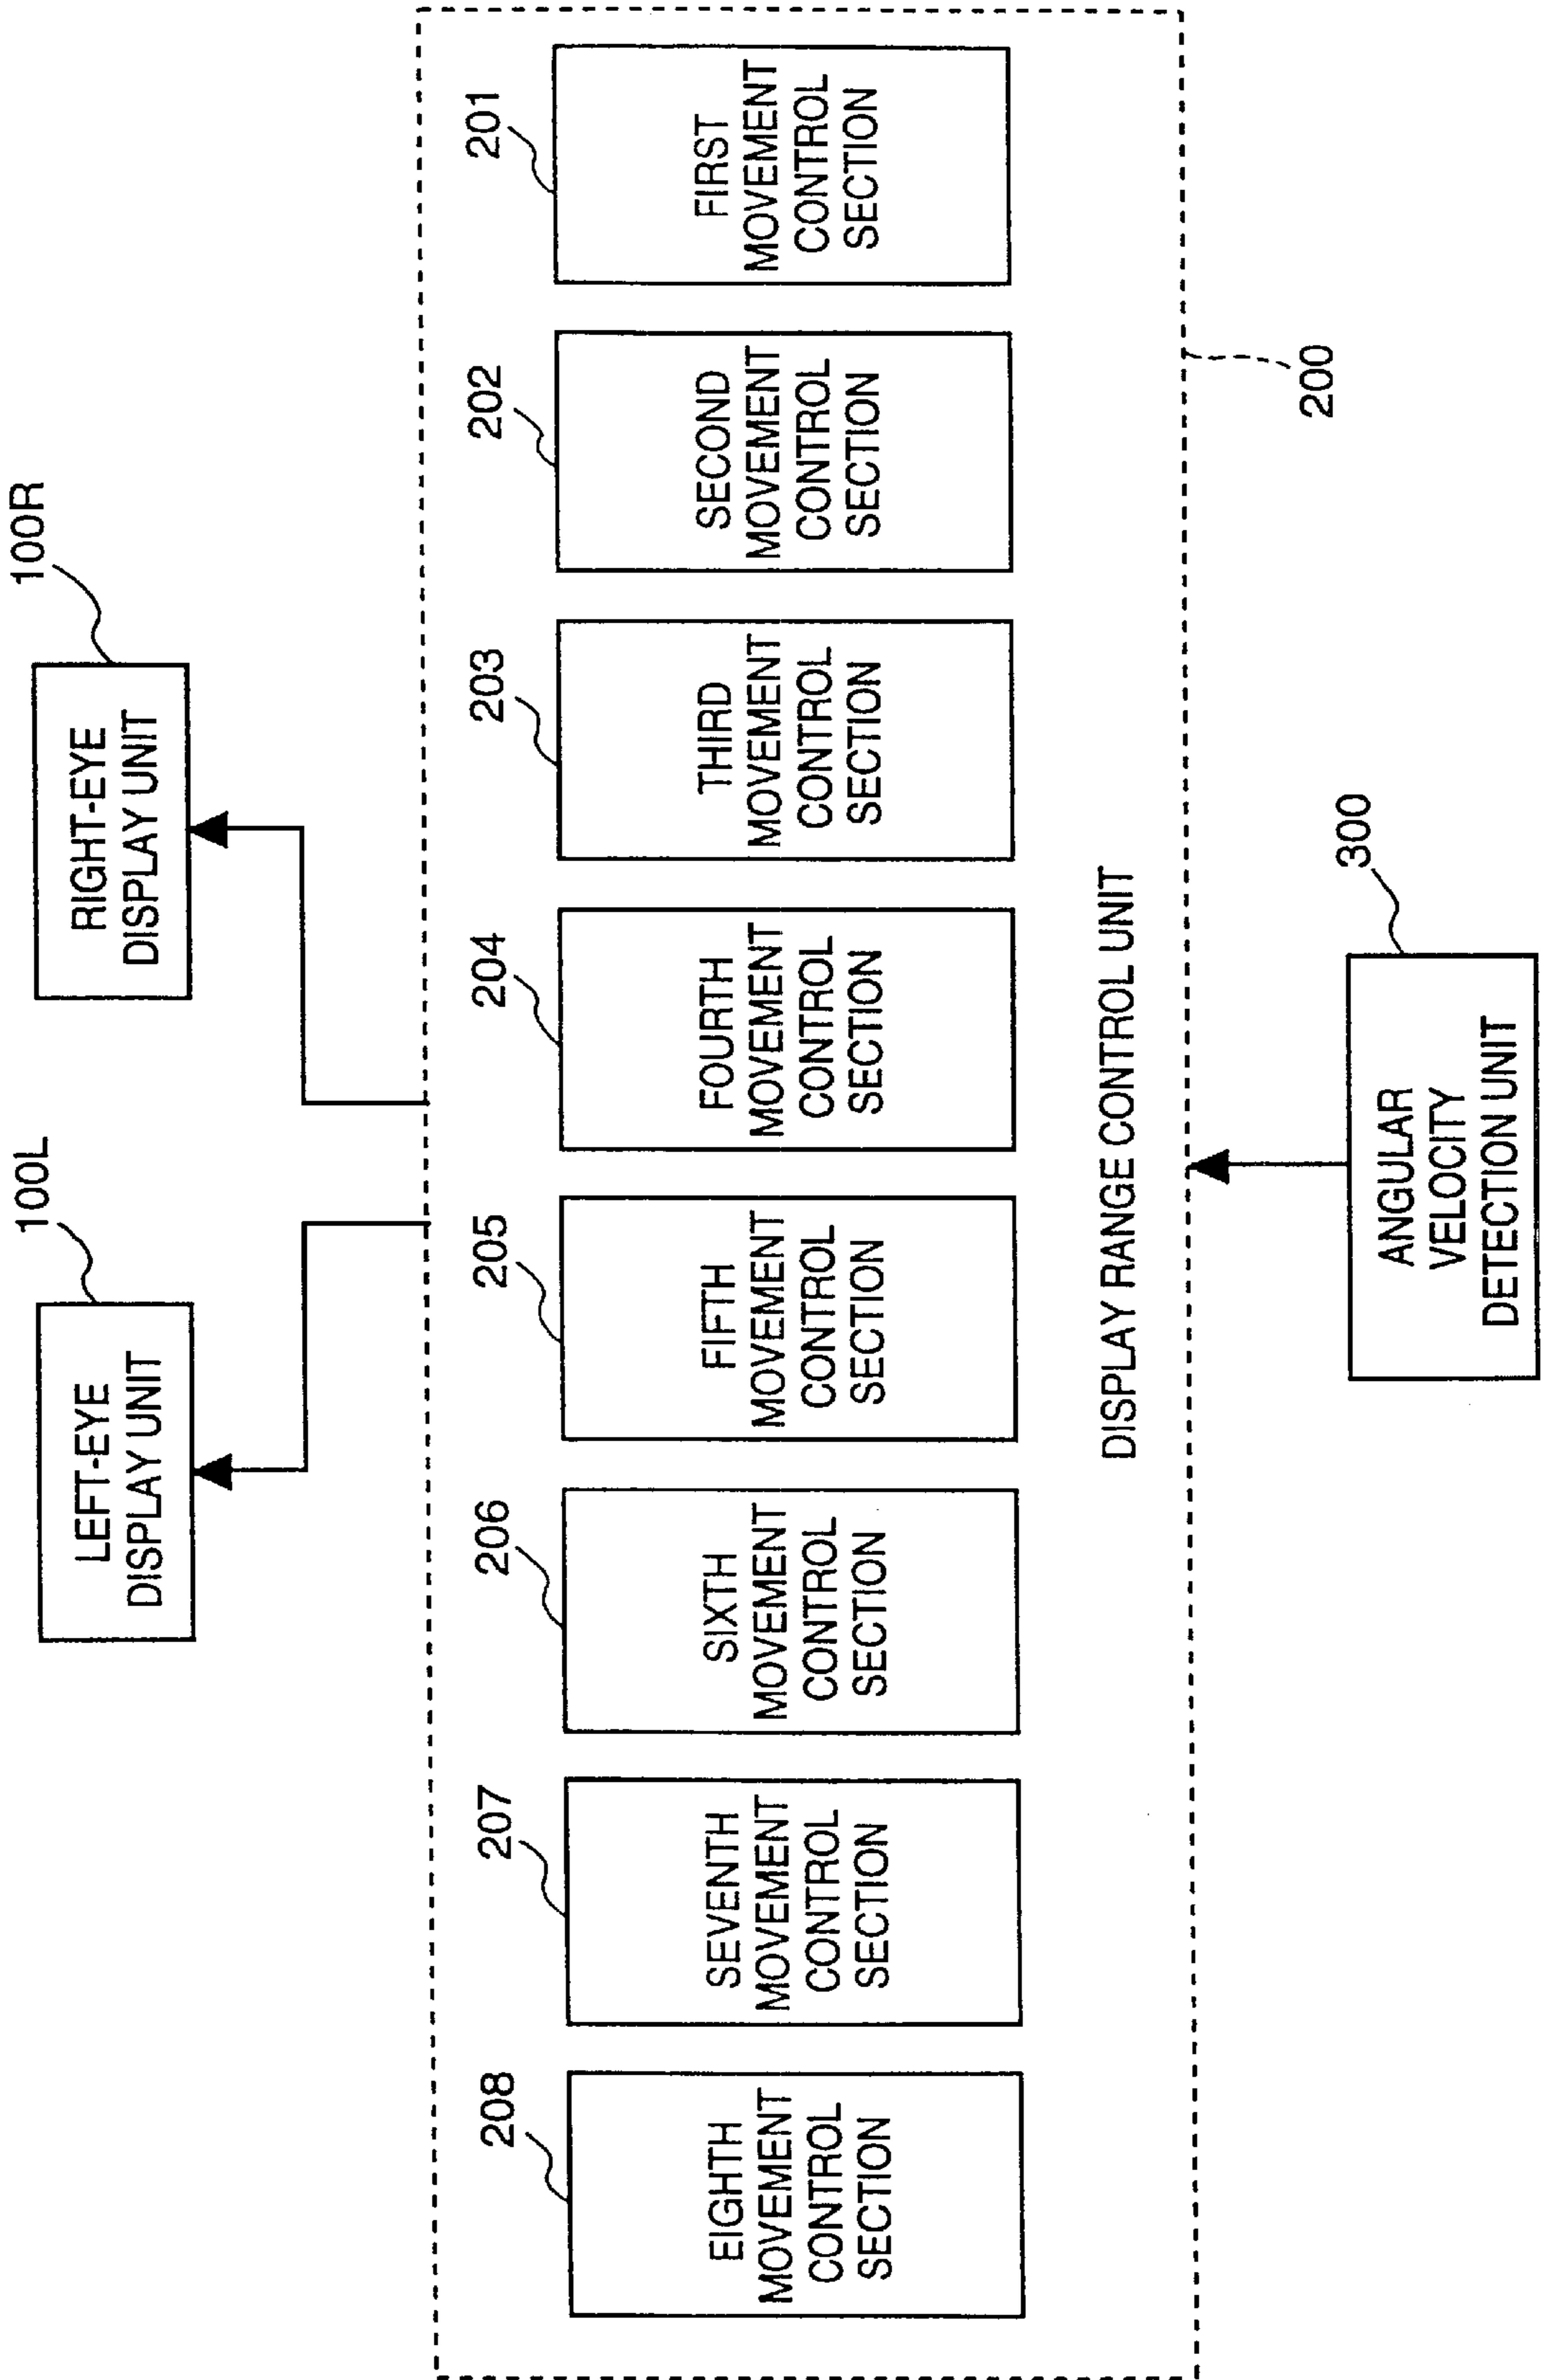 100L
100R
LEFT-EYE
DISPLAY UNIT
RIGHT-EYE
DISPLAY UNIT
208
207
206
205
204
203
202
201
EIGHTH
MOVEMENT
CONTROL
SECTION
SEVENTH
MOVEMENT
CONTROL
SECTION
SIXTH
MOVEMENT
CONTROL
SECTION
FIFTH
MOVEMENT
CONTROL
SECTION
FOURTH
MOVEMENT
CONTROL
SECTION
THIRD
MOVEMENT
CONTROL
SECTION
SECOND
MOVEMENT
CONTROL
SECTION
FIRST
MOVEMENT
CONTROL
SECTION
DISPLAY RANGE CONTROL UNIT
200
300
ANGULAR
VELOCITY
DETECTION UNIT